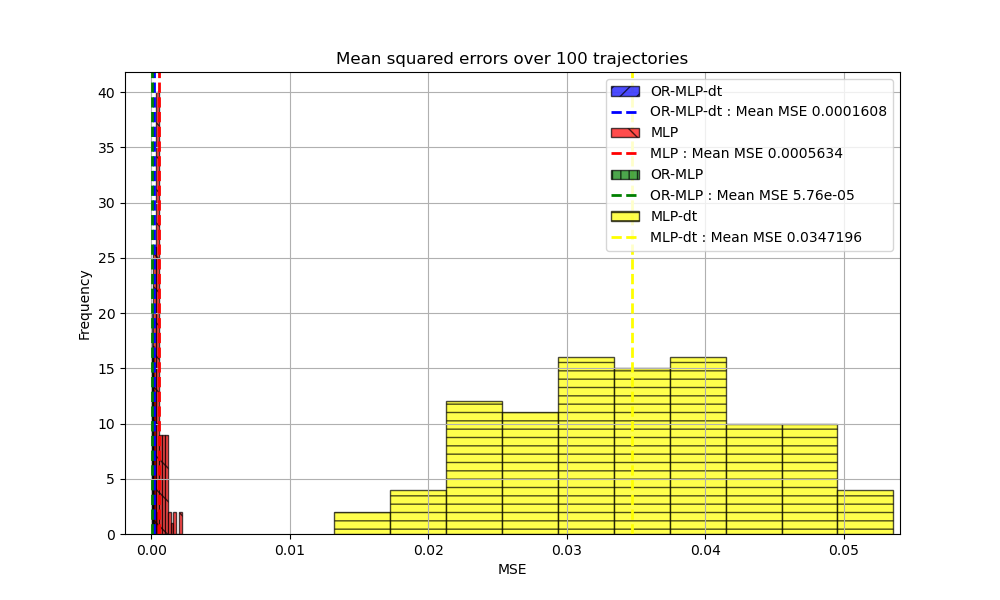 Mean squared errors over 100 trajectories
OR-MLP-dt
OR-MLP-dt : Mean MSE 0.0001608
MLP
MLP : Mean MSE 0.0005634
OR-MLP
OR-MLP : Mean MSE 5.76e-05
MLP-dt
MLP-dt : Mean MSE 0.0347196
Frequency
40
35
30
25
20
15
10
5
0
0.00 0.01 0.02 0.03 0.04 0.05
MSE